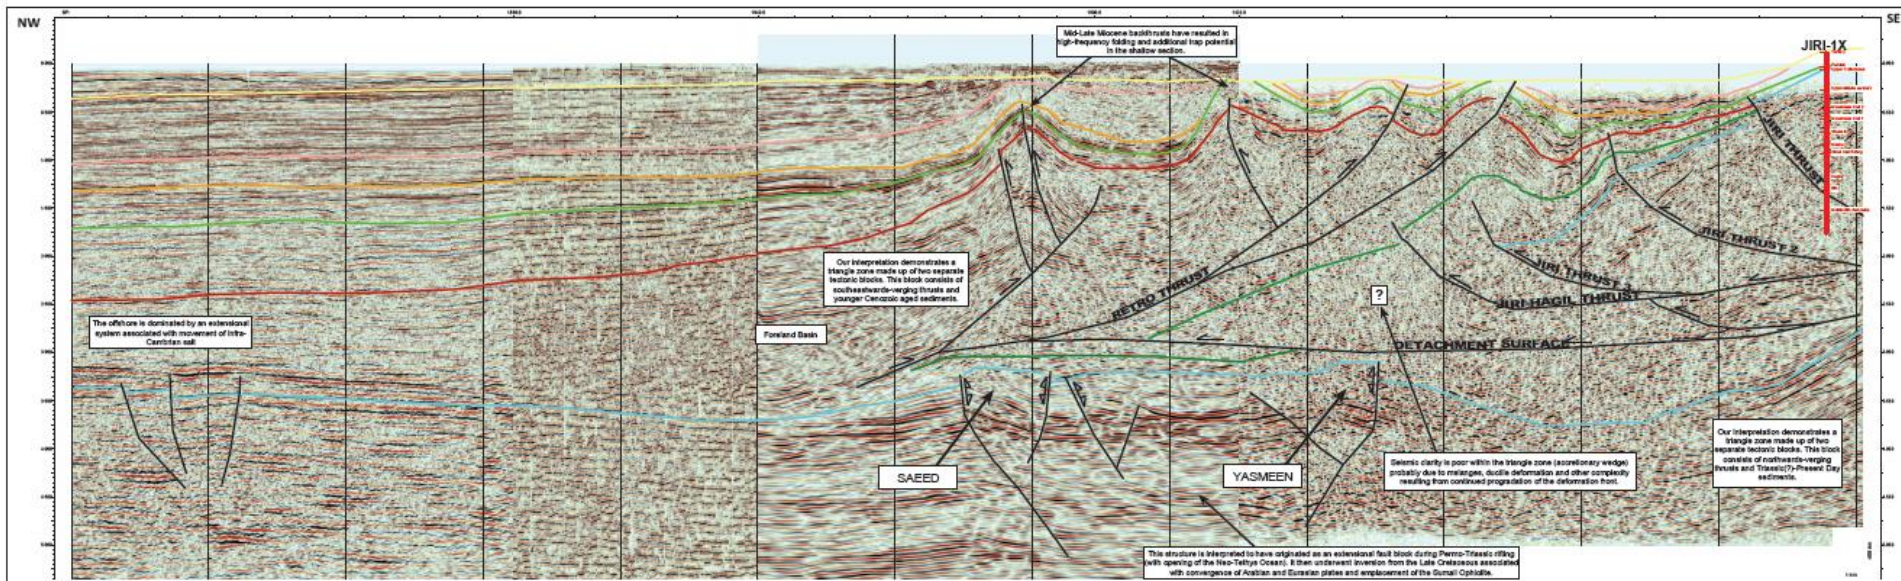 NW
SE
JIRI-1X
Mid-Late Miocene backthrusts have resulted in
high-frequency folding and additional trap potential
in the shallow section.
JIRI THRUST
Our interpretation demonstrates a
triangle zone made up of two separate
tectonic blocks. This block consists of
southeastwards-verging thrusts and
younger Cenozoic aged sediments.
RETRO THRUST
JIRI THRUST 2
JIRI THRUST 3
JIRI-HAGIL THRUST
?
The offshore is dominated by an extensional
system associated with movement of Infra-
Cambrian salt
Foreland Basin
DETACHMENT SURFACE
SAEED
YASMEEN
Seismic clarity is poor within the triangle zone (accretionary wedge)
probably due to melanges, ductile deformation and other complexity
resulting from continued progradation of the deformation front.
Our interpretation demonstrates a
triangle zone made up of two
separate tectonic blocks. This block
consists of northwards-verging
thrusts and Triassic(?)-Present Day
sediments.
This structure is interpreted to have originated as an extensional fault block during Permo-Triassic rifting
(with opening of the Neo-Tethys Ocean). It then underwent inversion from the Late Cretaceous associated
with convergence of Arabian and Eurasian plates and emplacement of the Sumail Ophiolite.